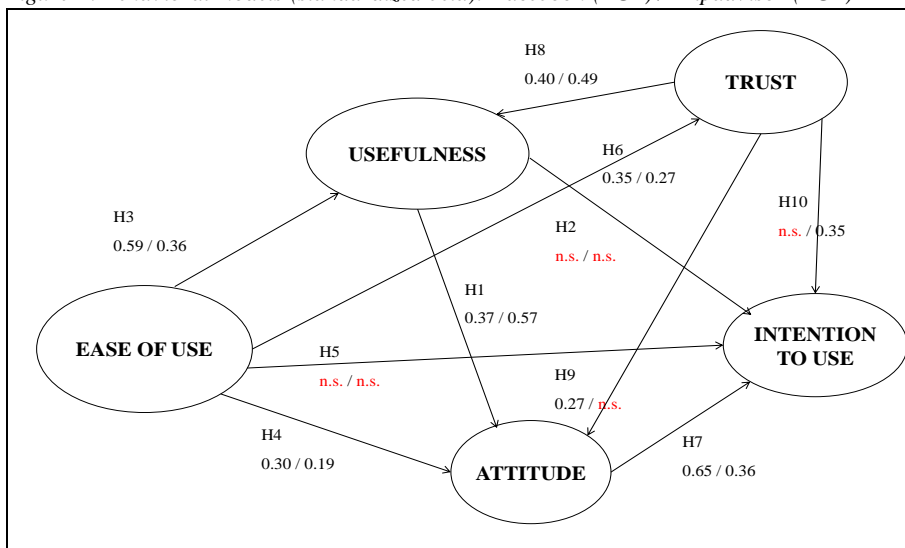 H8
0.40 / 0.49
TRUST
USEFULNESS
H6
0.35 / 0.27
H3
0.59 / 0.36
H10
n.s. / 0.35
H2
n.s. / n.s.
H1
0.37 / 0.57
EASE OF USE
INTENTION
TO USE
H5
n.s. / n.s.
H9
0.27 / n.s.
H4
0.30 / 0.19
H7
0.65 / 0.36
ATTITUDE